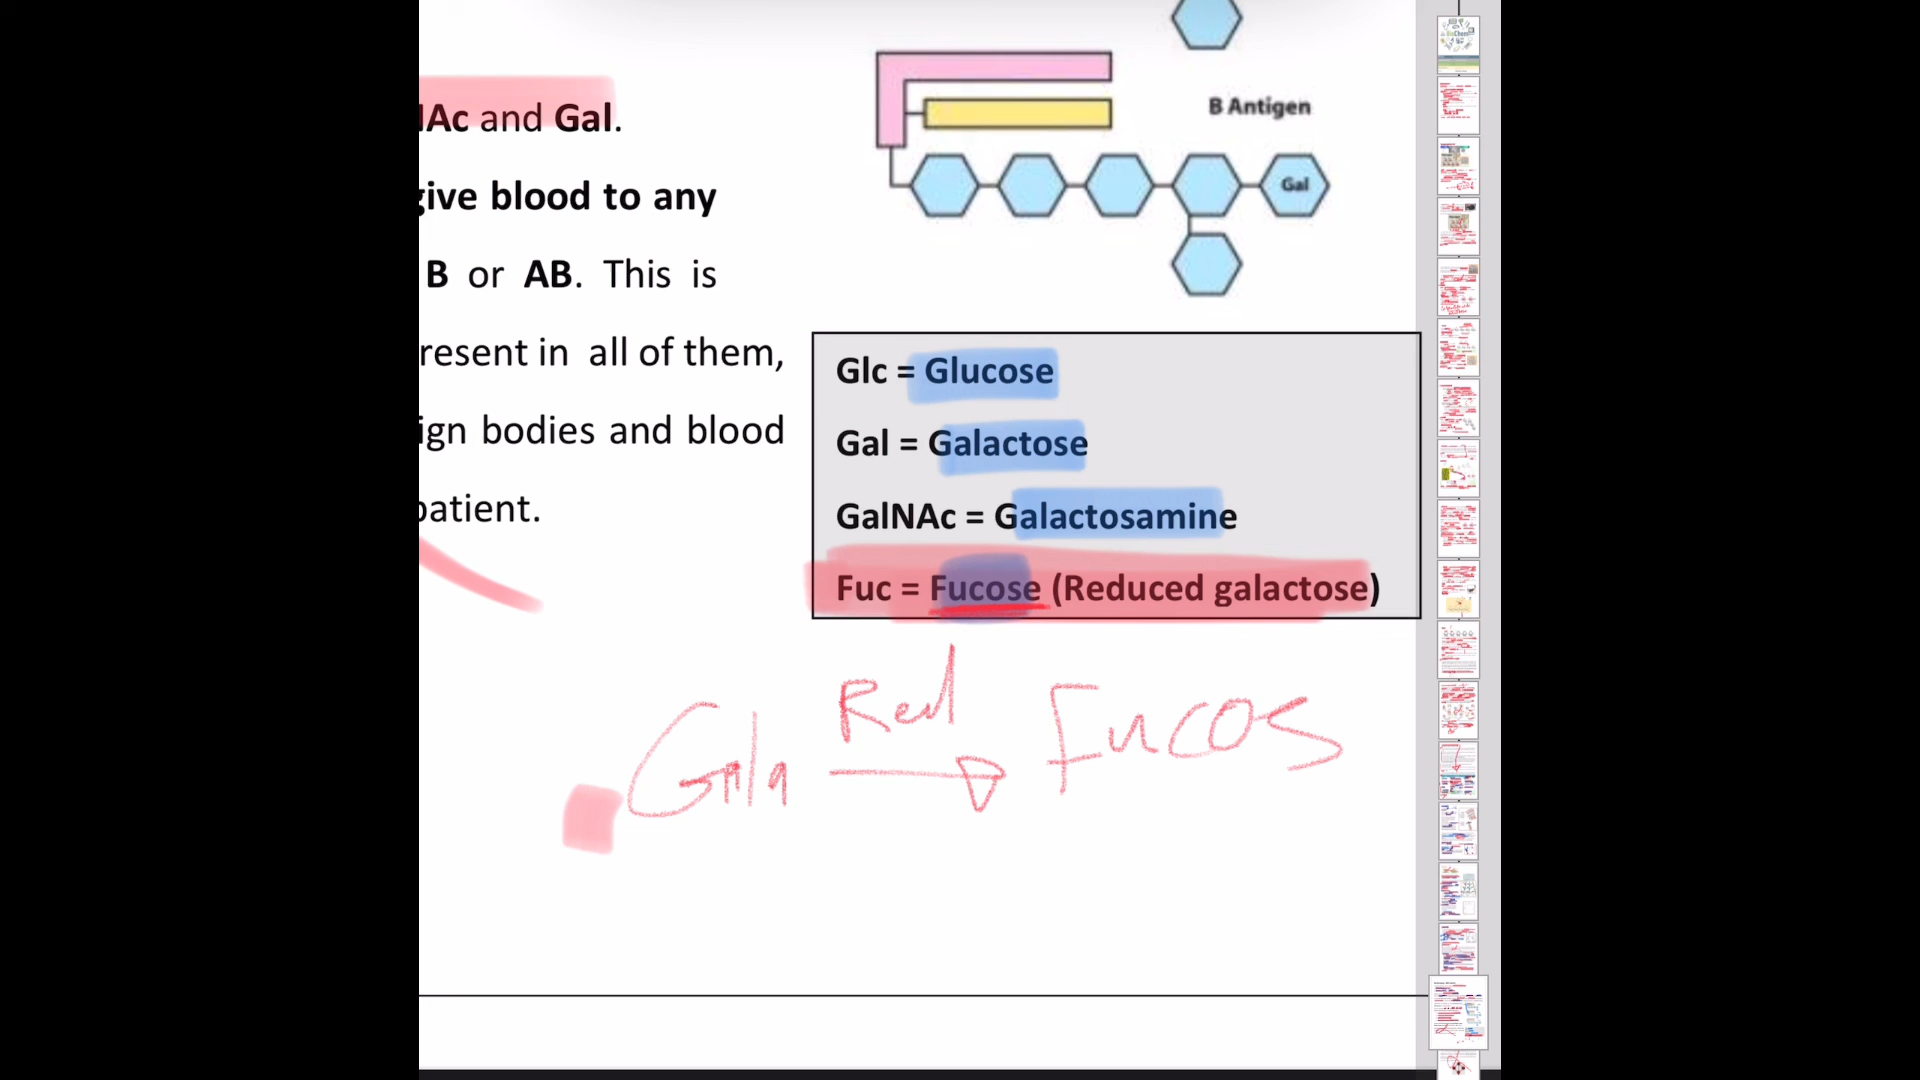 Ac and Gal.
give blood to any
B or AB. This is
resent in all of them,
ign bodies and blood
patient.
B Antigen
Gal
Glc = Glucose
Gal = Galactose
GalNAc = Galactosamine
Fuc = Fucose (Reduced galactose)
Gala Red Fucos